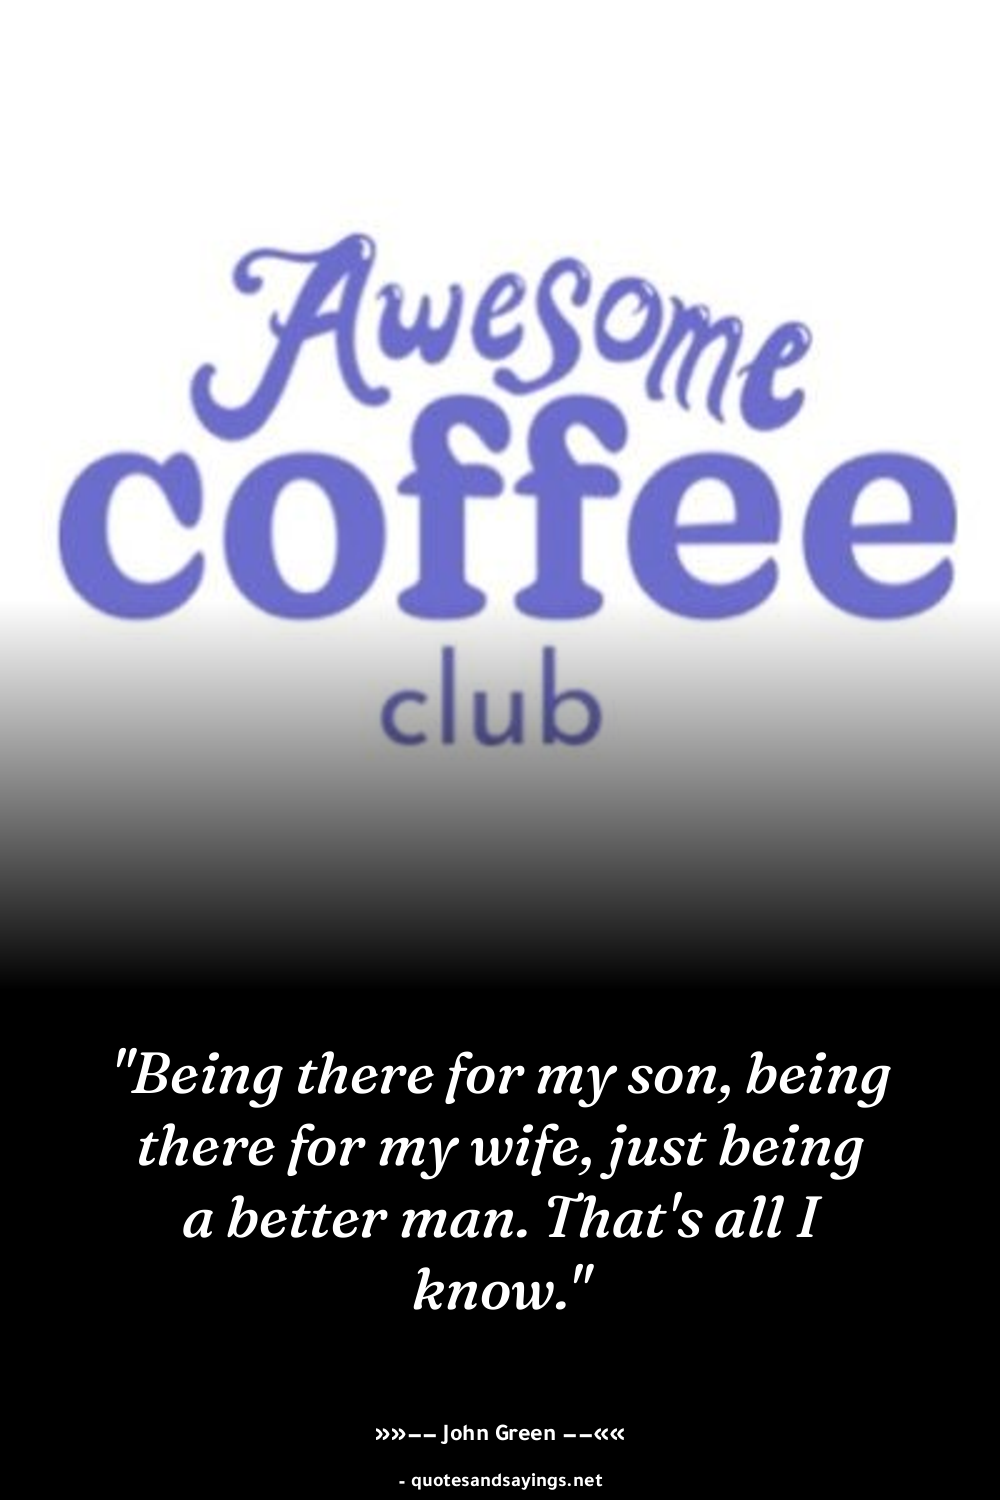 Awesome
coffee
club
"Being there for my son, being
there for my wife, just being
a better man. That's all I
know."
»»–– John Green ––««
- quotesandsayings.net